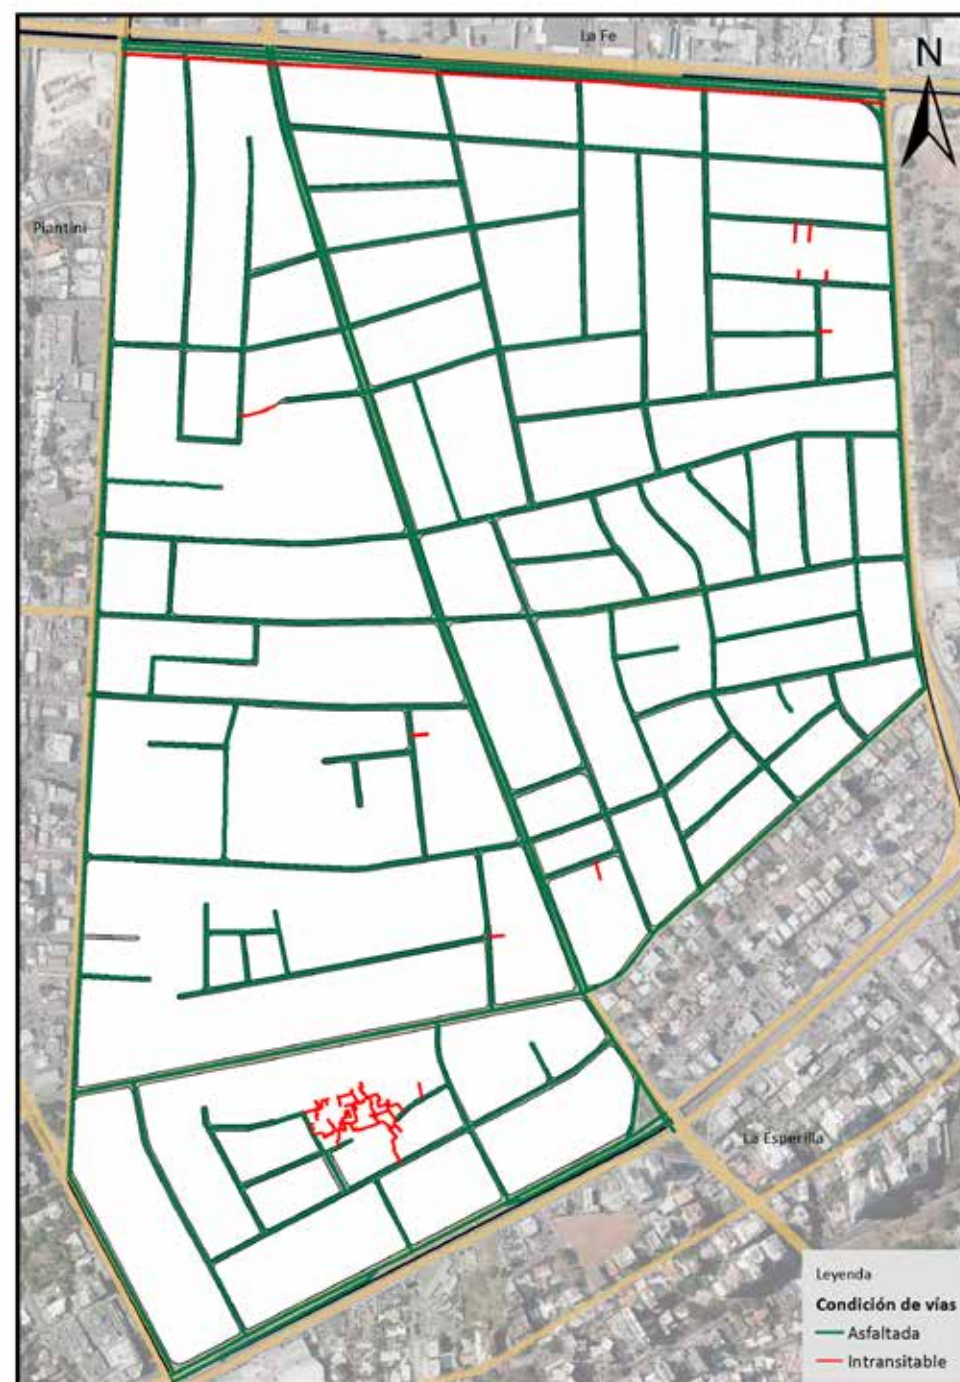 La Fe
N
Piantini
La Esperilla
Leyenda
Condición de vías
Asfaltada
Intransitable